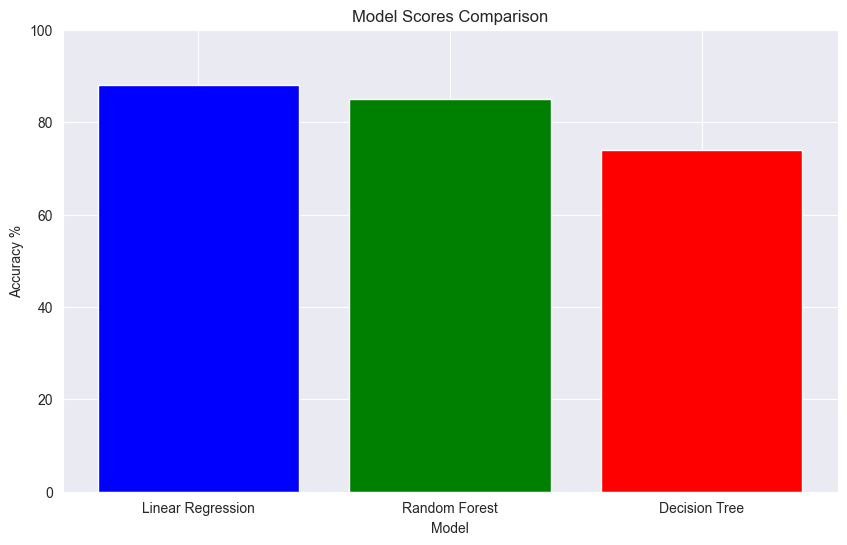 Model Scores Comparison
Accuracy %
100
80
60
40
20
0
Linear Regression
Random Forest
Decision Tree
Model